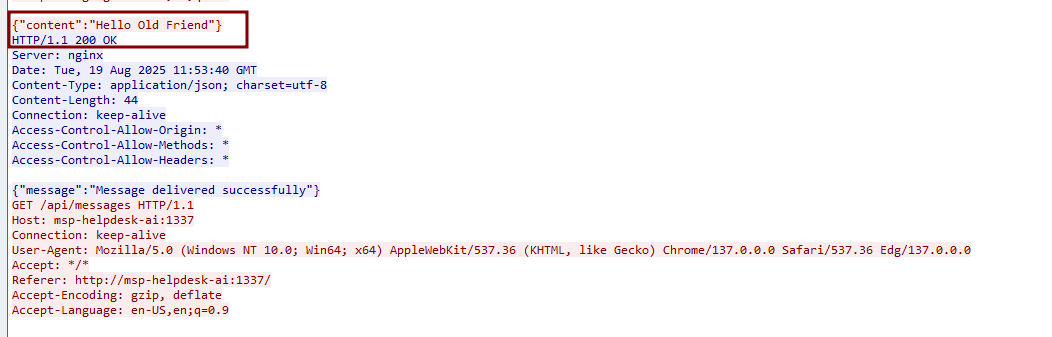 {"content":"Hello Old Friend"}
HTTP/1.1 200 OK
Server: nginx
Date: Tue, 19 Aug 2025 11:53:40 GMT
Content-Type: application/json; charset=utf-8
Content-Length: 44
Connection: keep-alive
Access-Control-Allow-Origin: *
Access-Control-Allow-Methods: *
Access-Control-Allow-Headers: *
{"message":"Message delivered successfully"}
GET /api/messages HTTP/1.1
Host: msp-helpdesk-ai:1337
Connection: keep-alive
User-Agent: Mozilla/5.0 (Windows NT 10.0; Win64; x64) AppleWebKit/537.36 (KHTML, like Gecko) Chrome/137.0.0.0 Safari/537.36 Edg/137.0.0.0
Accept: */*
Referer: http://msp-helpdesk-ai:1337/
Accept-Encoding: gzip, deflate
Accept-Language: en-US,en;q=0.9